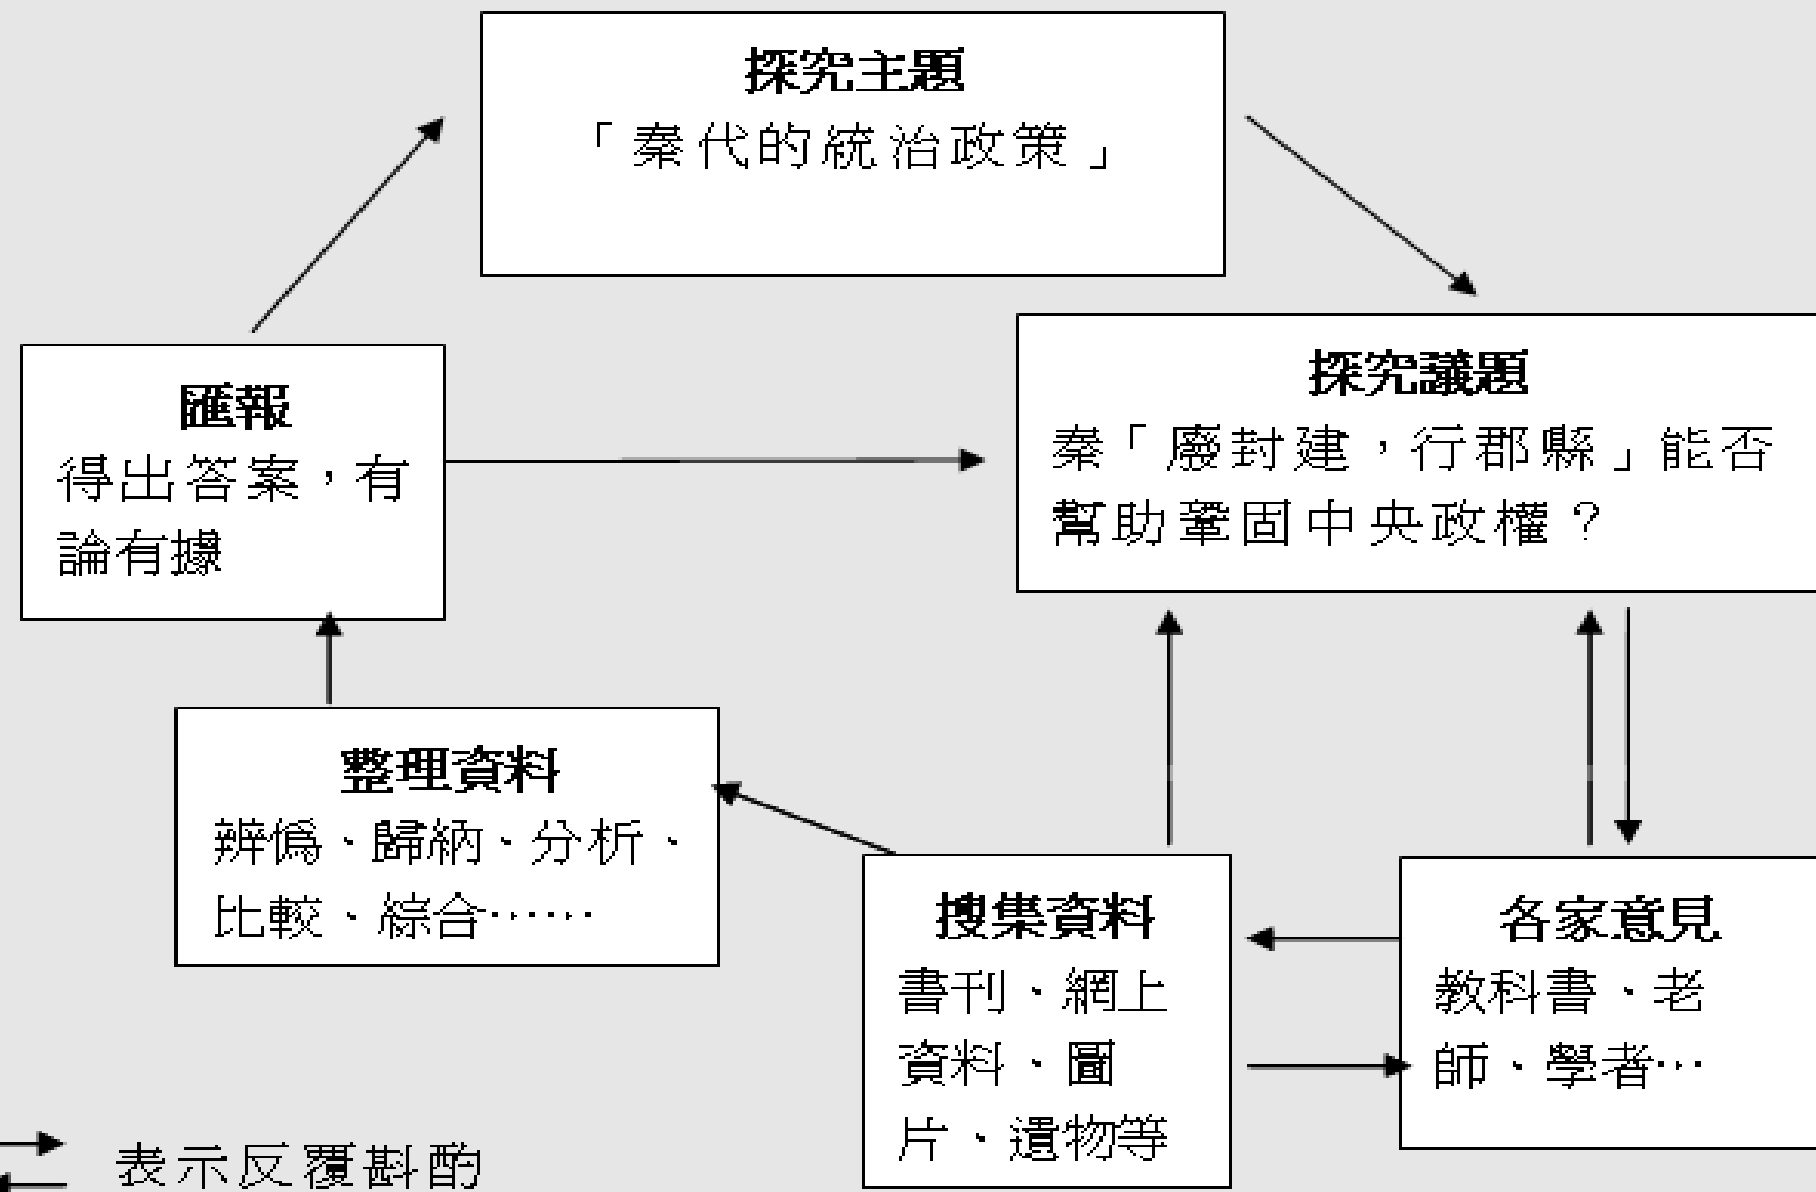 探究主題
「秦代的統治政策」
匯報
得出答案，有
論有據
探究議題
秦「廢封建，行郡縣」能否
幫助鞏固中央政權？
整理資料
辨偽、歸納、分析、
比較、綜合……
搜集資料
書刊、網上
資料、圖
片、遺物等
各家意見
教科書、老
師、學者…
表示反覆斟酌